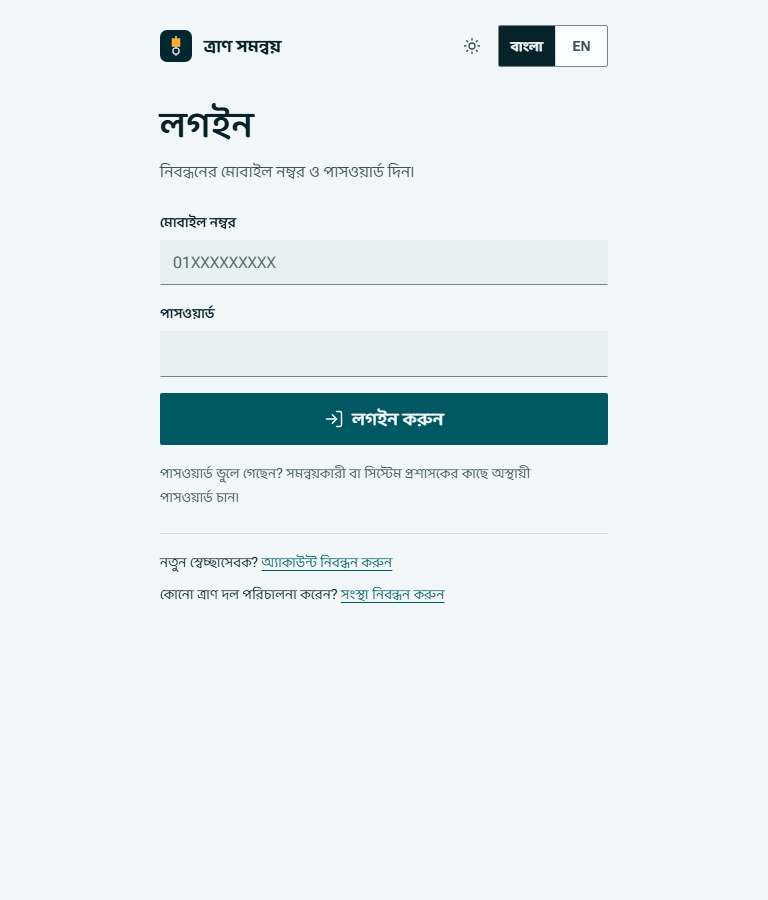 ত্রাণ সমন্বয়
বাংলা
EN
লগইন
নিবন্ধনের মোবাইল নম্বর ও পাসওয়ার্ড দিন।
মোবাইল নম্বর
01XXXXXXXXX
পাসওয়ার্ড
লগইন করুন
পাসওয়ার্ড ভুলে গেছেন? সমন্বয়কারী বা সিস্টেম প্রশাসকের কাছে অস্থায়ী
পাসওয়ার্ড চান।
নতুন স্বেচ্ছাসেবক? অ্যাকাউন্ট নিবন্ধন করুন
কোনো ত্রাণ দল পরিচালনা করেন? সংস্থা নিবন্ধন করুন